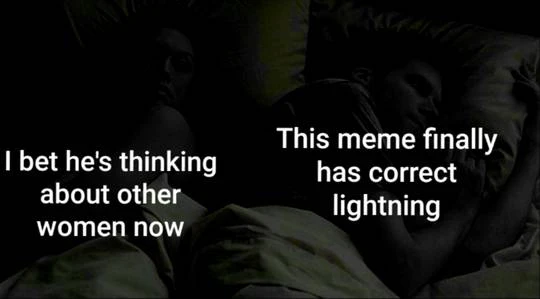 I bet he's thinking
about other
women now
This meme finally
has correct
lightning